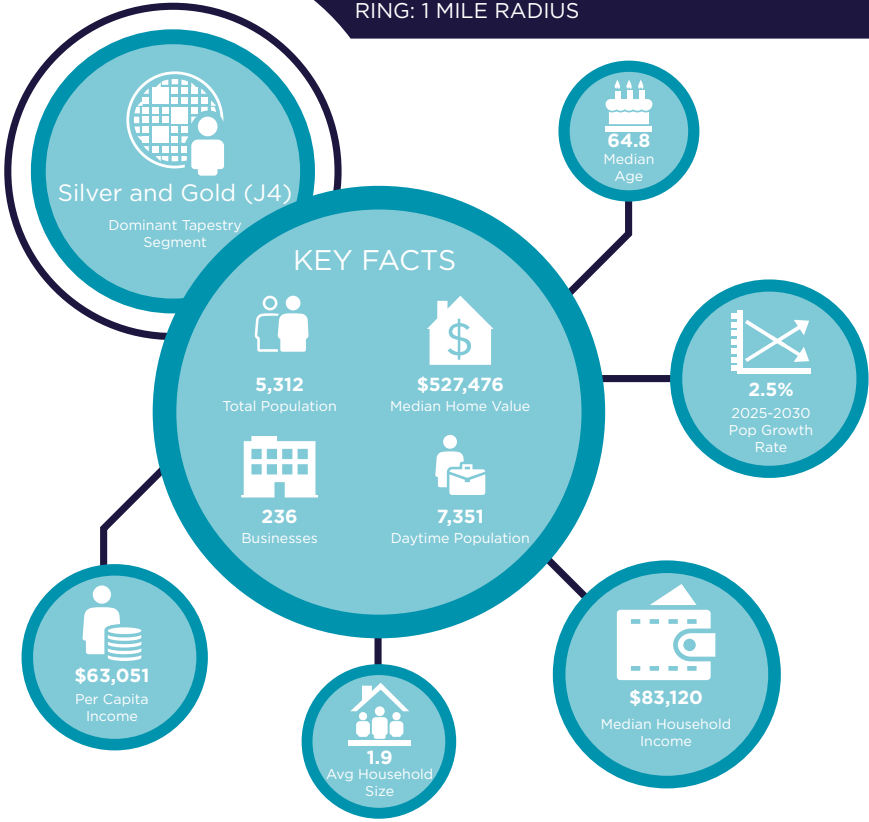 RING: 1 MILE RADIUS
Silver and Gold (J4)
Dominant Tapestry
Segment
64.8
Median
Age
KEY FACTS
5,312
Total Population
$527,476
Median Home Value
$
236
Businesses
7,351
Daytime Population
2.5%
2025-2030
Pop Growth
Rate
$63,051
Per Capita
Income
1.9
Avg Household
Size
$83,120
Median Household
Income